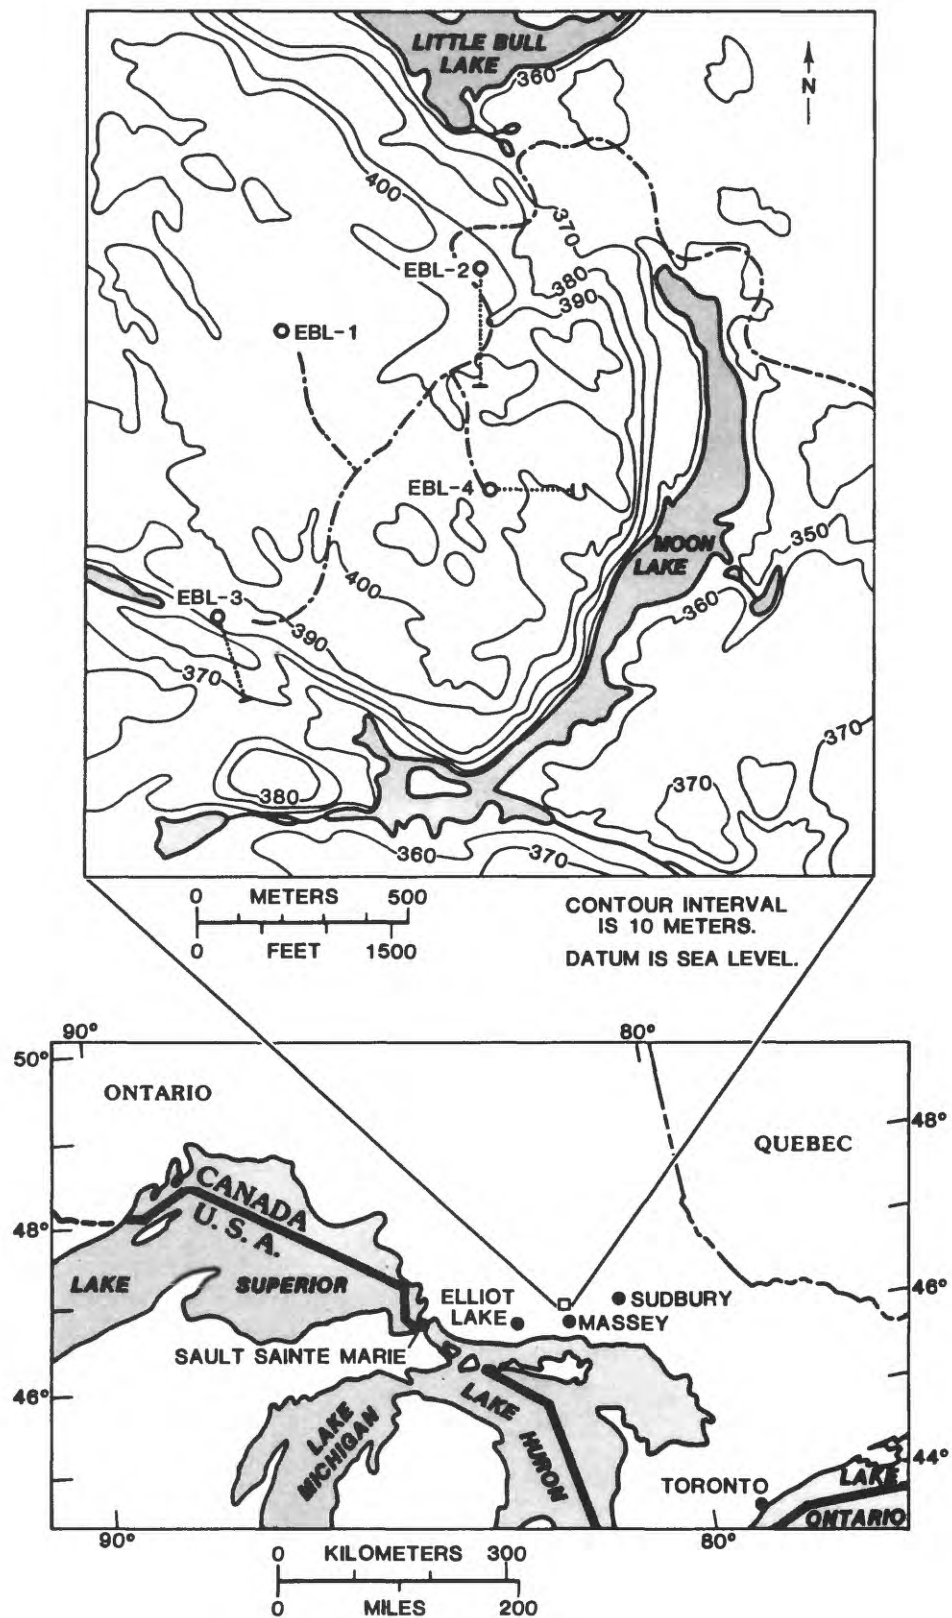 LITTLE BULL
LAKE
360
N
400
370
EBL-2
380
390
EBL-1
EBL-4
MOON
LAKE
350
400
EBL-3
360
390
370
370
370
380
360
370
0 METERS 500
0 FEET 1500
CONTOUR INTERVAL
IS 10 METERS.
DATUM IS SEA LEVEL.
90° 80°
50°
ONTARIO
48°
QUEBEC
CANADA
U. S. A.
48°
LAKE SUPERIOR
ELLIOT
LAKE
SUDBURY
46°
MASSEY
SAULT SAINTE MARIE
46°
LAKE
HURON
LAKE
MICHIGAN
44°
TORONTO
LAKE
ONTARIO
90° 80°
0 KILOMETERS 300
0 MILES 200